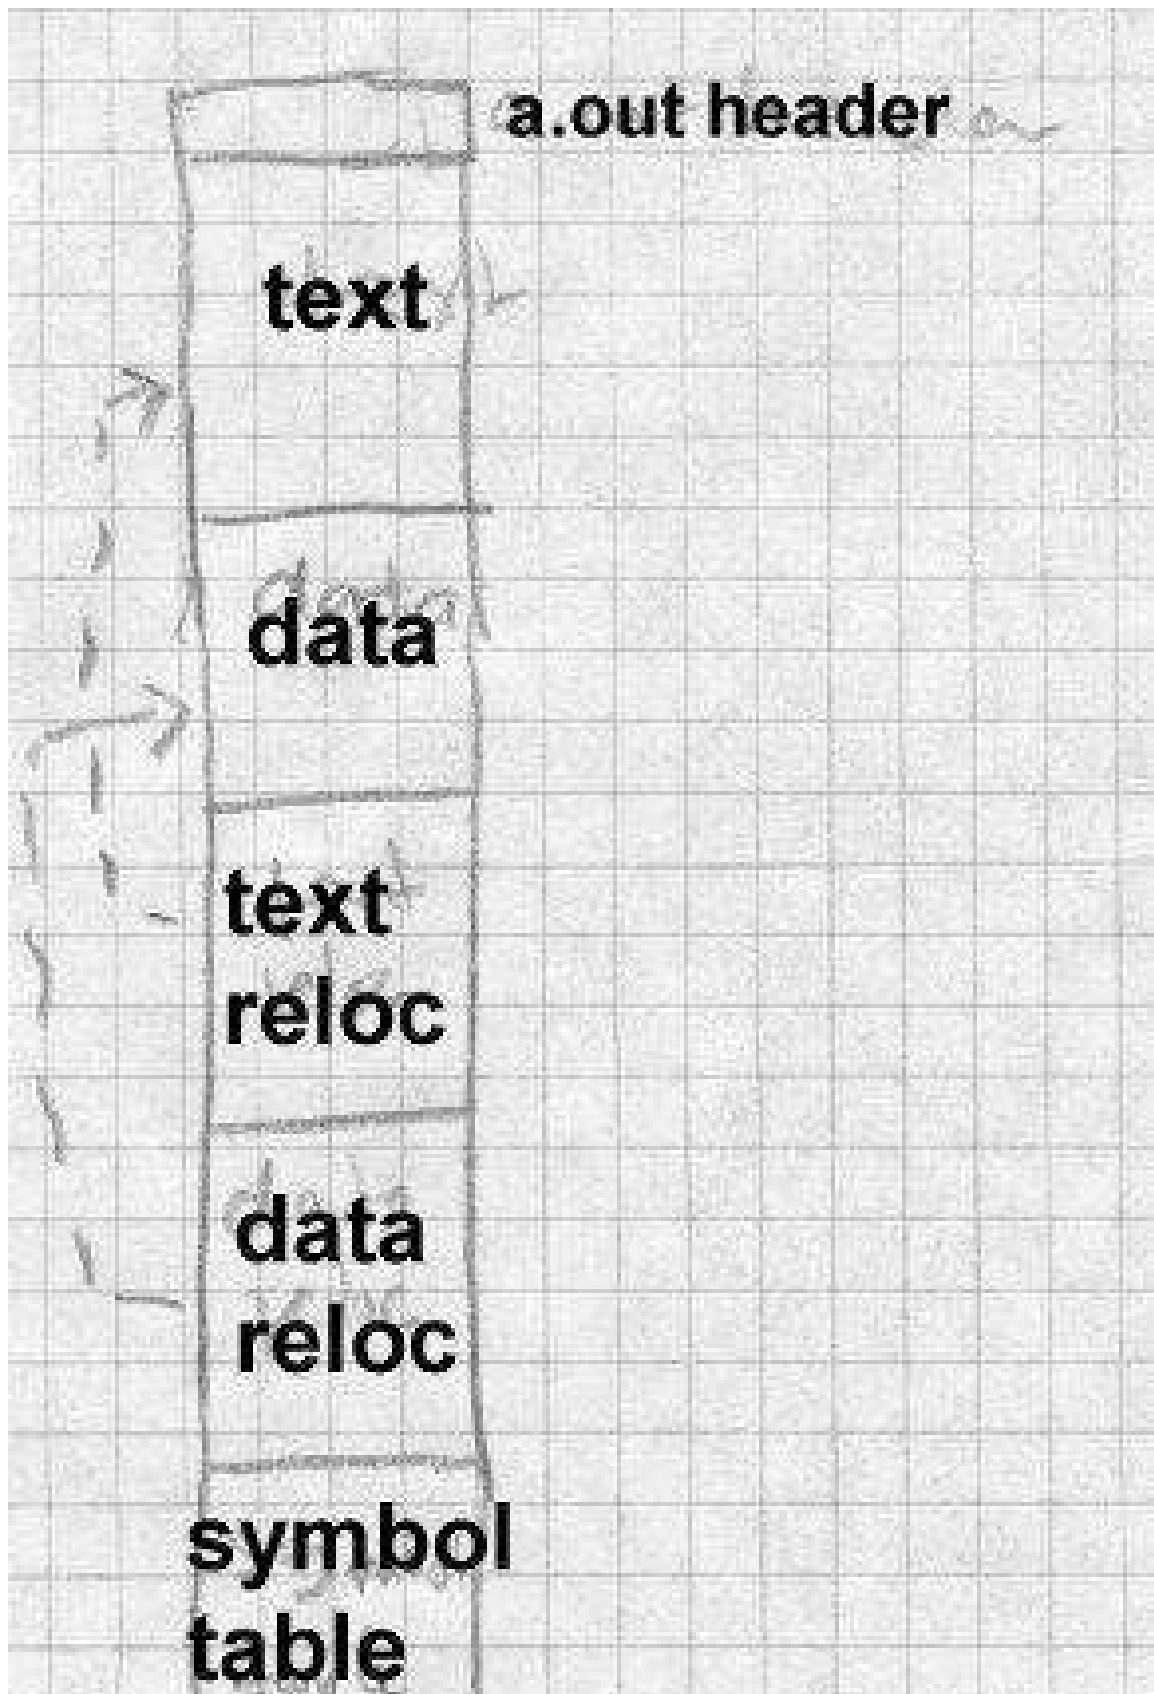 a.out header
text
data
text
reloc
data
reloc
symbol
table